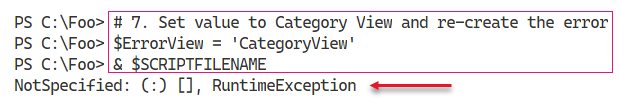 PS C:\Foo> # 7. Set value to Category View and re-create the error
PS C:\Foo> $ErrorView = 'CategoryView'
PS C:\Foo> & $SCRIPTFILENAME
NotSpecified: (:) [], RuntimeException